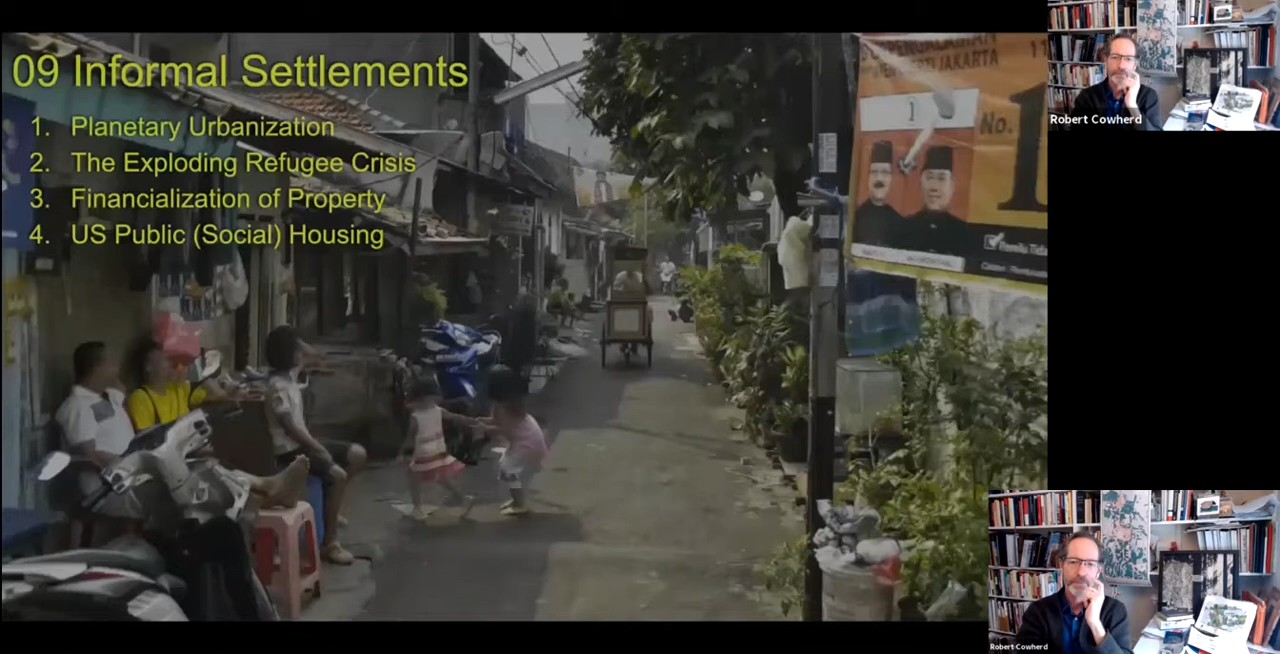 09 Informal Settlements
1. Planetary Urbanization
2. The Exploding Refugee Crisis
3. Financialization of Property
4. US Public (Social) Housing
JAKARTA
1
No.
Robert Cowherd
Robert Cowherd